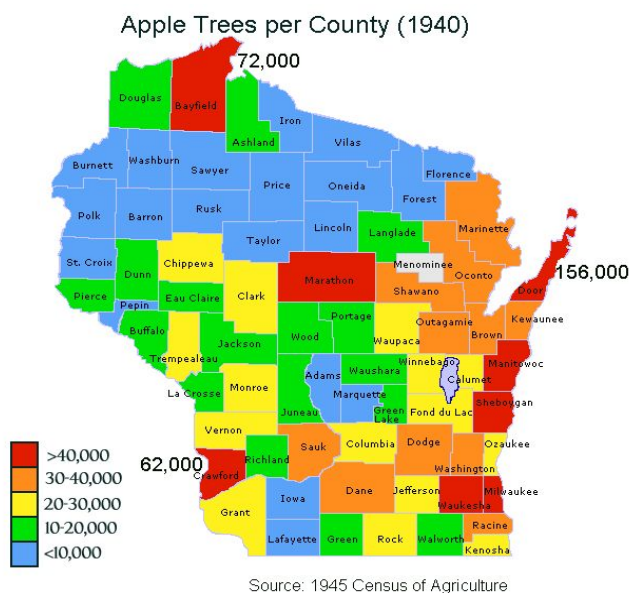 Apple Trees per County (1940)
72,000
Douglas
Bayfield
Iron
Ashland
Vilas
Burnett
Washburn
Sawyer
Florence
Price
Oneida
Forest
Polk
Barron
Rusk
Lincoln
Langlade
Marinette
Taylor
St. Croix
Dunn
Chippewa
Menominee
Oconto
156,000
Marathon
Shawano
Door
Pierce
Eau Claire
Clark
Pepin
Kewaunee
Buffalo
Portage
Outagamie
Brown
Wood
Waupaca
Jackson
Trempealeau
Winnebago
Manitowoc
Waushara
Adams
Calumet
La Crosse
Monroe
Marquette
Juneau
Green
Lake
Fond du Lac
Sheboygan
Vernon
Columbia
Dodge
Ozaukee
Sauk
62,000
Richland
Washington
Crawford
Iowa
Dane
Jefferson
Waukesha
Milwaukee
Grant
Racine
Lafayette
Green
Rock
Walworth
Kenosha
>40,000
30-40,000
20-30,000
10-20,000
<10,000
Source: 1945 Census of Agriculture